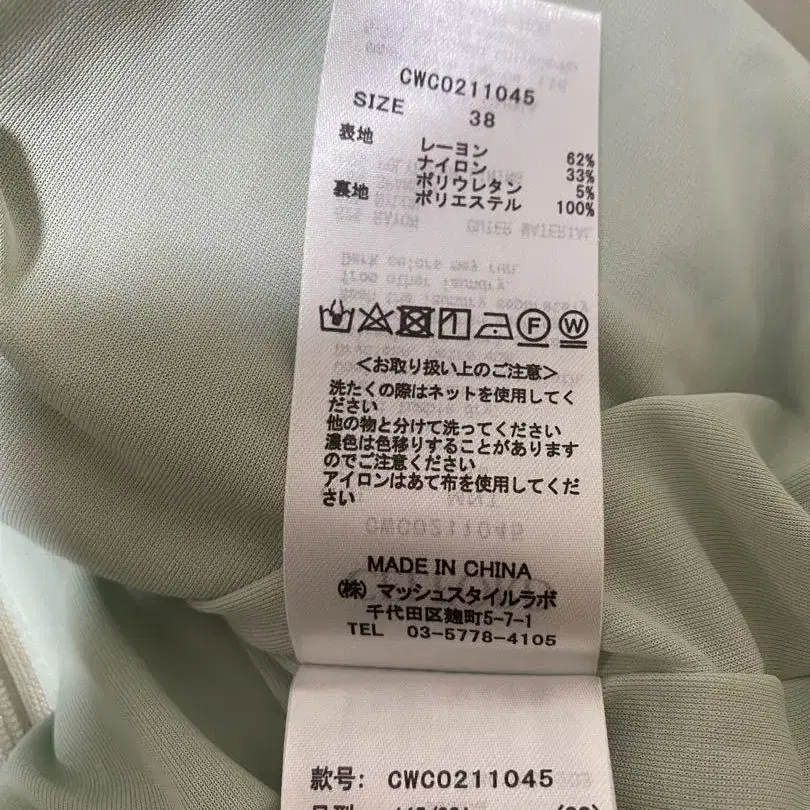 CWC0211045
SIZE 38
表地 レーヨン 62%
ナイロン 33%
ポリウレタン 5%
裏地 ポリエステル 100%
F W
<お取り扱い上のご注意>
洗たくの際はネットを使用してく
ださい
他の物と分けて洗ってください
濃色は色移りすることがあります
のでご注意ください
アイロンはあて布を使用してくだ
さい
MADE IN CHINA
(株) マッシュスタイルラボ
千代田区麹町5-7-1
TEL 03-5778-4105
款号: CWC0211045